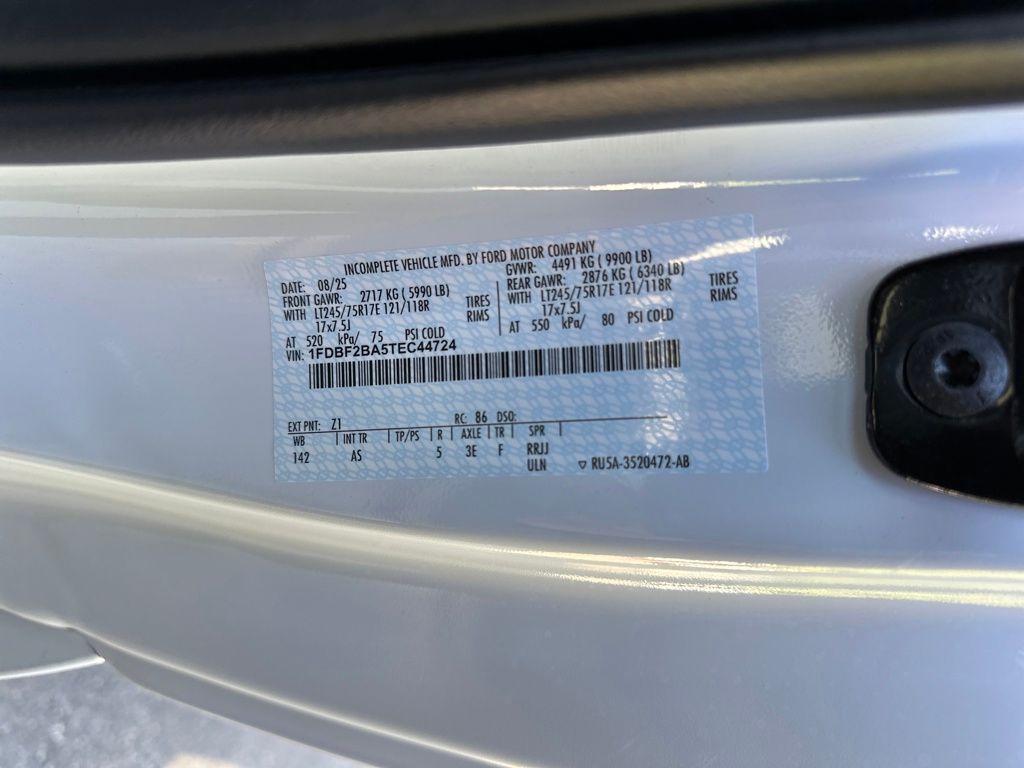 INCOMPLETE VEHICLE MFD. BY FORD MOTOR COMPANY
DATE: 08/25 GVWR: 4491 KG ( 9900 LB)
FRONT GAWR: 2717 KG ( 5990 LB) REAR GAWR: 2876 KG ( 6340 LB)
WITH LT245/75R17E 121/118R TIRES WITH LT245/75R17E 121/118R TIRES
17x7.5J RIMS 17x7.5J RIMS
AT 520 kPa/ 75 PSI COLD AT 550 kPa/ 80 PSI COLD
VIN: 1FDBF2BA5TEC44724
EXT PNT: Z1 RC: 86 DSO:
WB INT TR TP/PS R AXLE TR SPR
142 AS 5 3E F RRJJ
ULN ▽ RU5A-3520472-AB